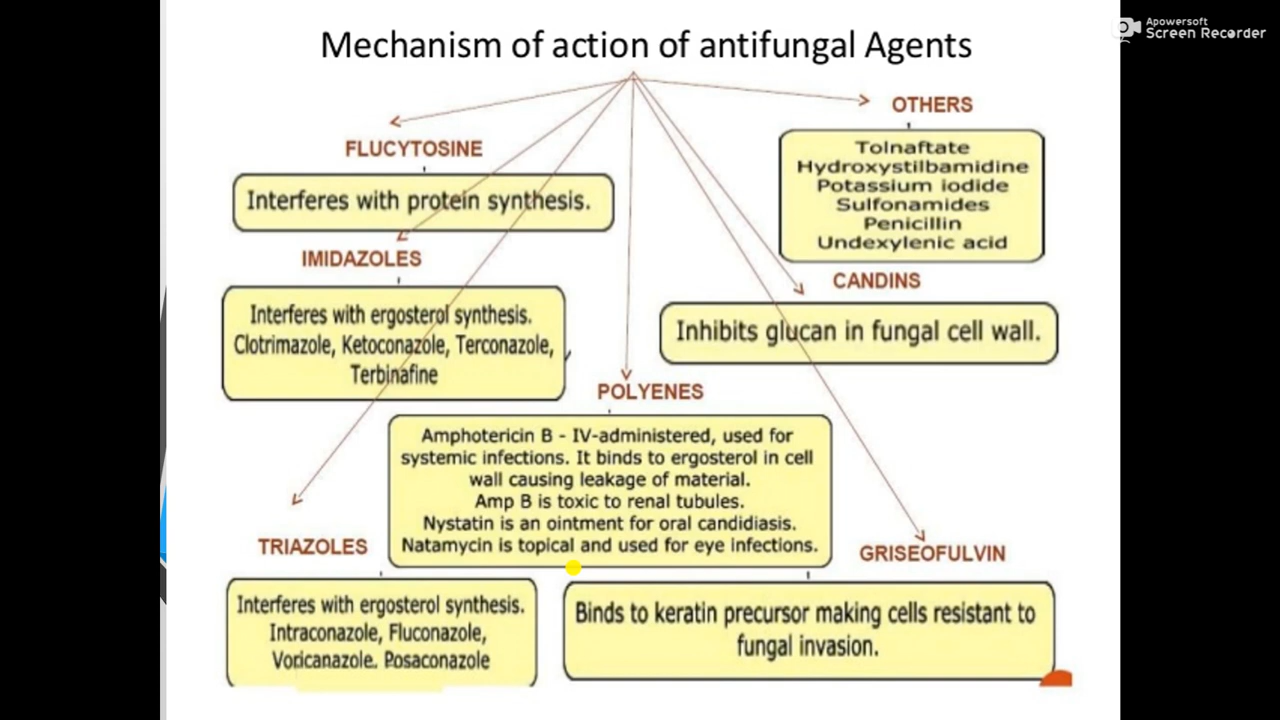 Apowersoft
Screen Recorder
Mechanism of action of antifungal Agents
FLUCYTOSINE
Interferes with protein synthesis.
IMIDAZOLES
Interferes with ergosterol synthesis.
Clotrimazole, Ketoconazole, Terconazole,
Terbinafine
TRIAZOLES
Interferes with ergosterol synthesis.
Intraconazole, Fluconazole,
Voricanazole. Posaconazole
POLYENES
Amphotericin B - IV-administered, used for
systemic infections. It binds to ergosterol in cell
wall causing leakage of material.
Amp B is toxic to renal tubules.
Nystatin is an ointment for oral candidiasis.
Natamycin is topical and used for eye infections.
OTHERS
Tolnaftate
Hydroxystilbamidine
Potassium iodide
Sulfonamides
Penicillin
Undexylenic acid
CANDINS
Inhibits glucan in fungal cell wall.
GRISEOFULVIN
Binds to keratin precursor making cells resistant to
fungal invasion.